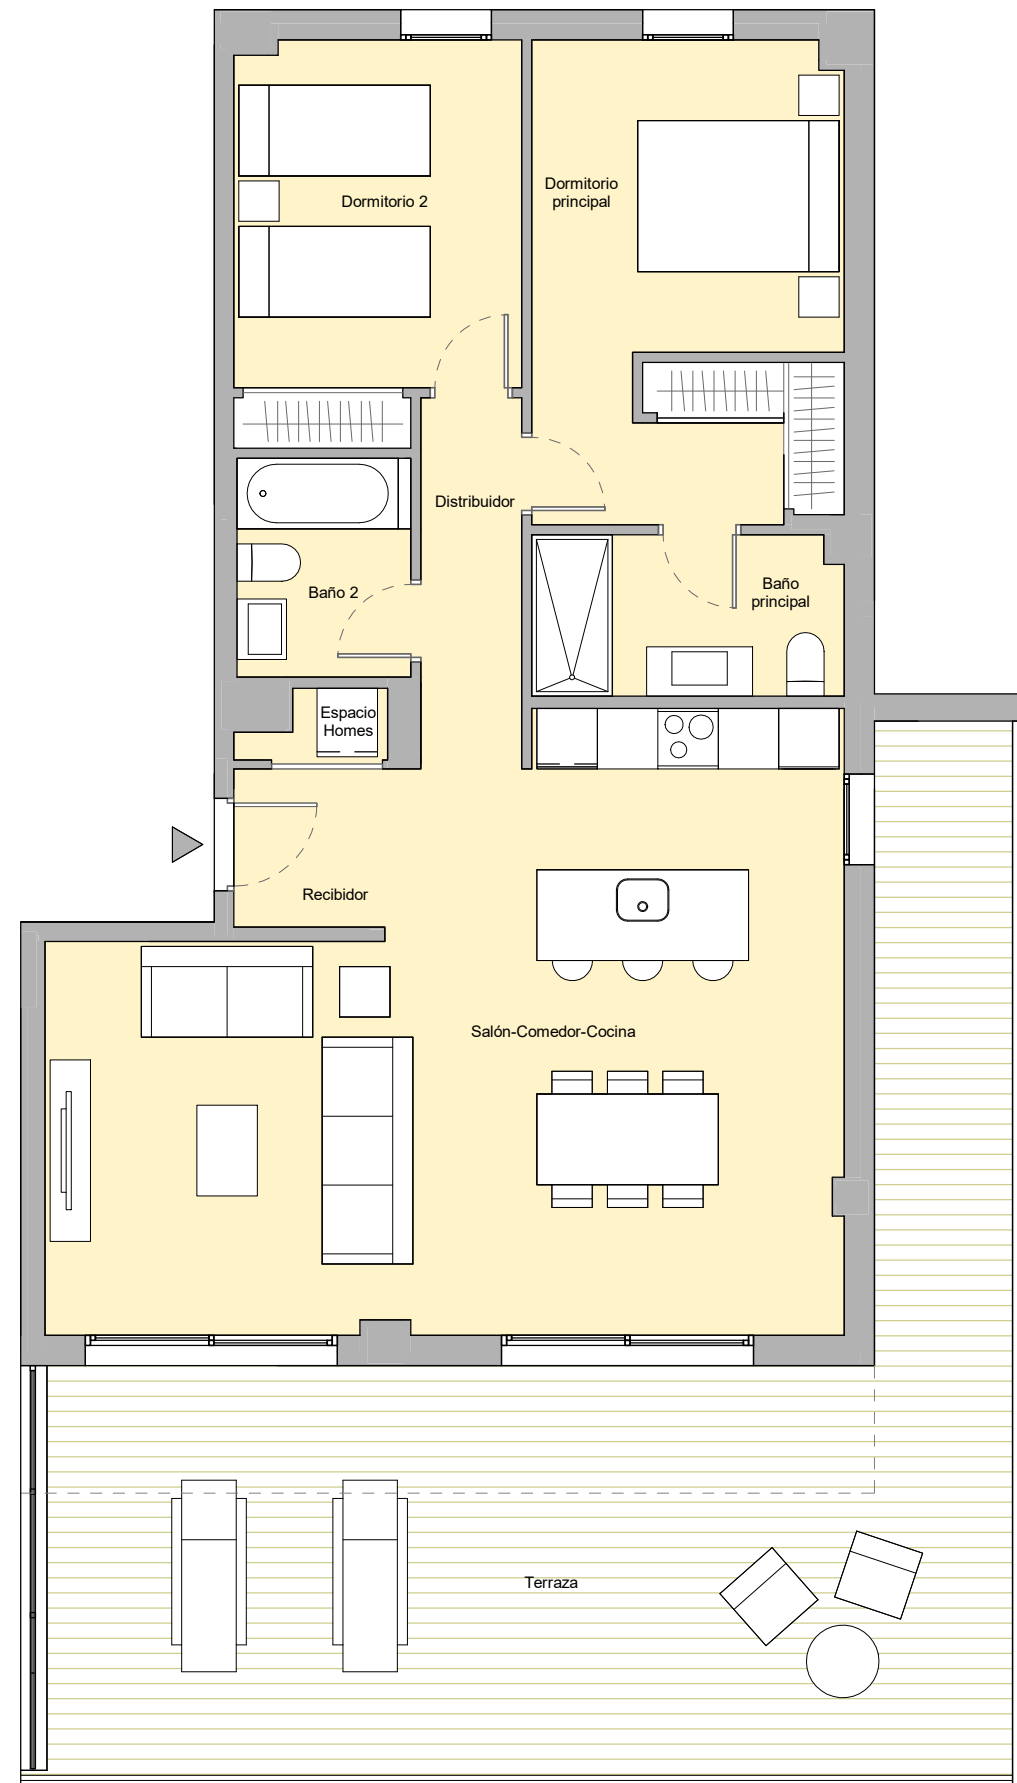 Dormitorio 2
Dormitorio
principal
Distribuidor
Baño 2
Baño
principal
Espacio
Homes
Recibidor
Salón-Comedor-Cocina
Terraza